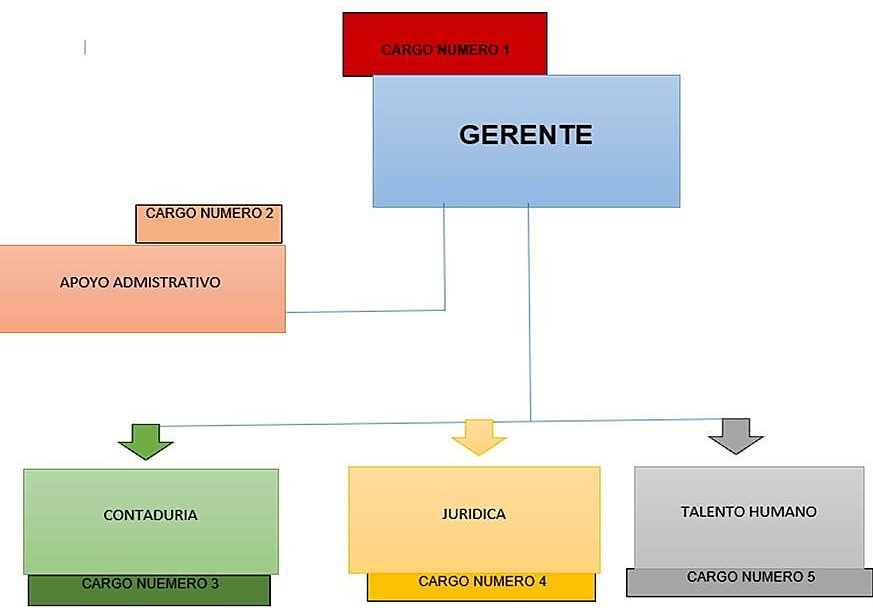 CARGO NUMERO 1
GERENTE
CARGO NUMERO 2
APOYO ADMISTRATIVO
CONTADURIA
JURIDICA
TALENTO HUMANO
CARGO NUEMERO 3
CARGO NUMERO 4
CARGO NUMERO 5